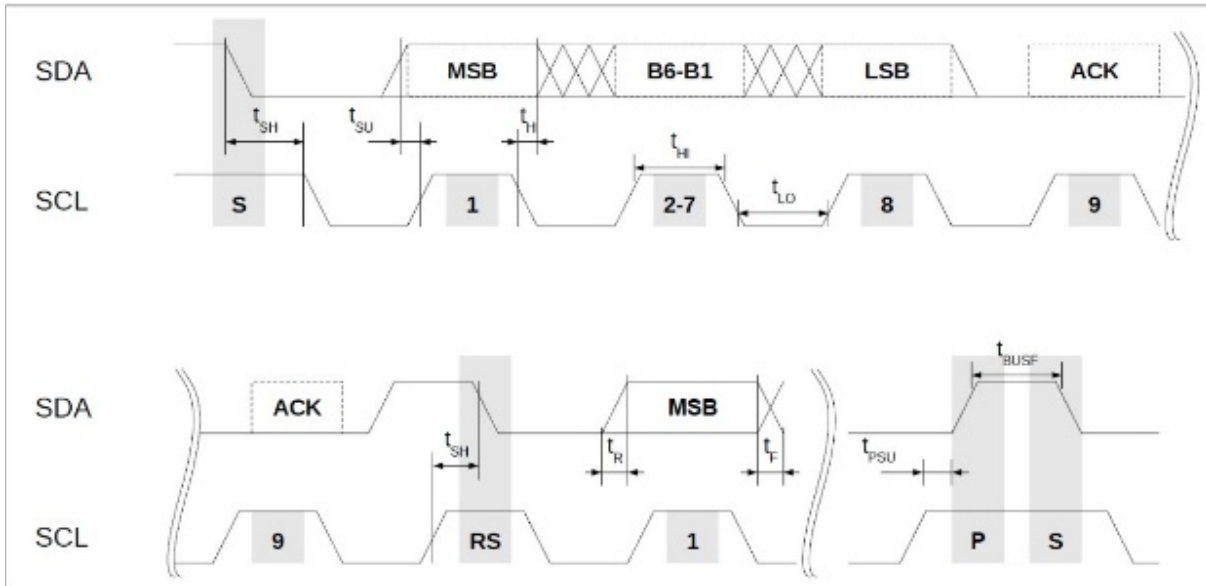 SDA MSB B6-B1 LSB ACK
tSH tSU tH tHI tLO
SCL S 1 2-7 8 9
tBUSF
SDA ACK MSB
tSH tR tF tPSU
SCL 9 RS 1 P S